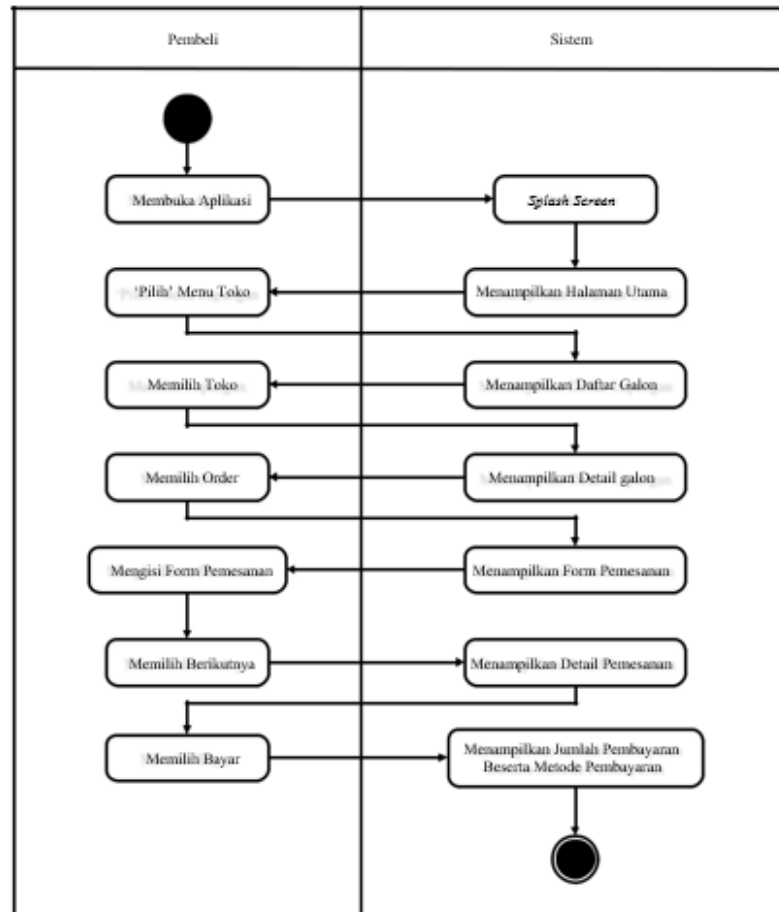 Pembeli
Sistem
Membuka Aplikasi
Splash Screen
'Pilih' Menu Toko
Menampilkan Halaman Utama
Memilih Toko
Menampilkan Daftar Galon
Memilih Order
Menampilkan Detail galon
Mengisi Form Pemesanan
Menampilkan Form Pemesanan
Memilih Berikutnya
Menampilkan Detail Pemesanan
Memilih Bayar
Menampilkan Jumlah Pembayaran
Beserta Metode Pembayaran